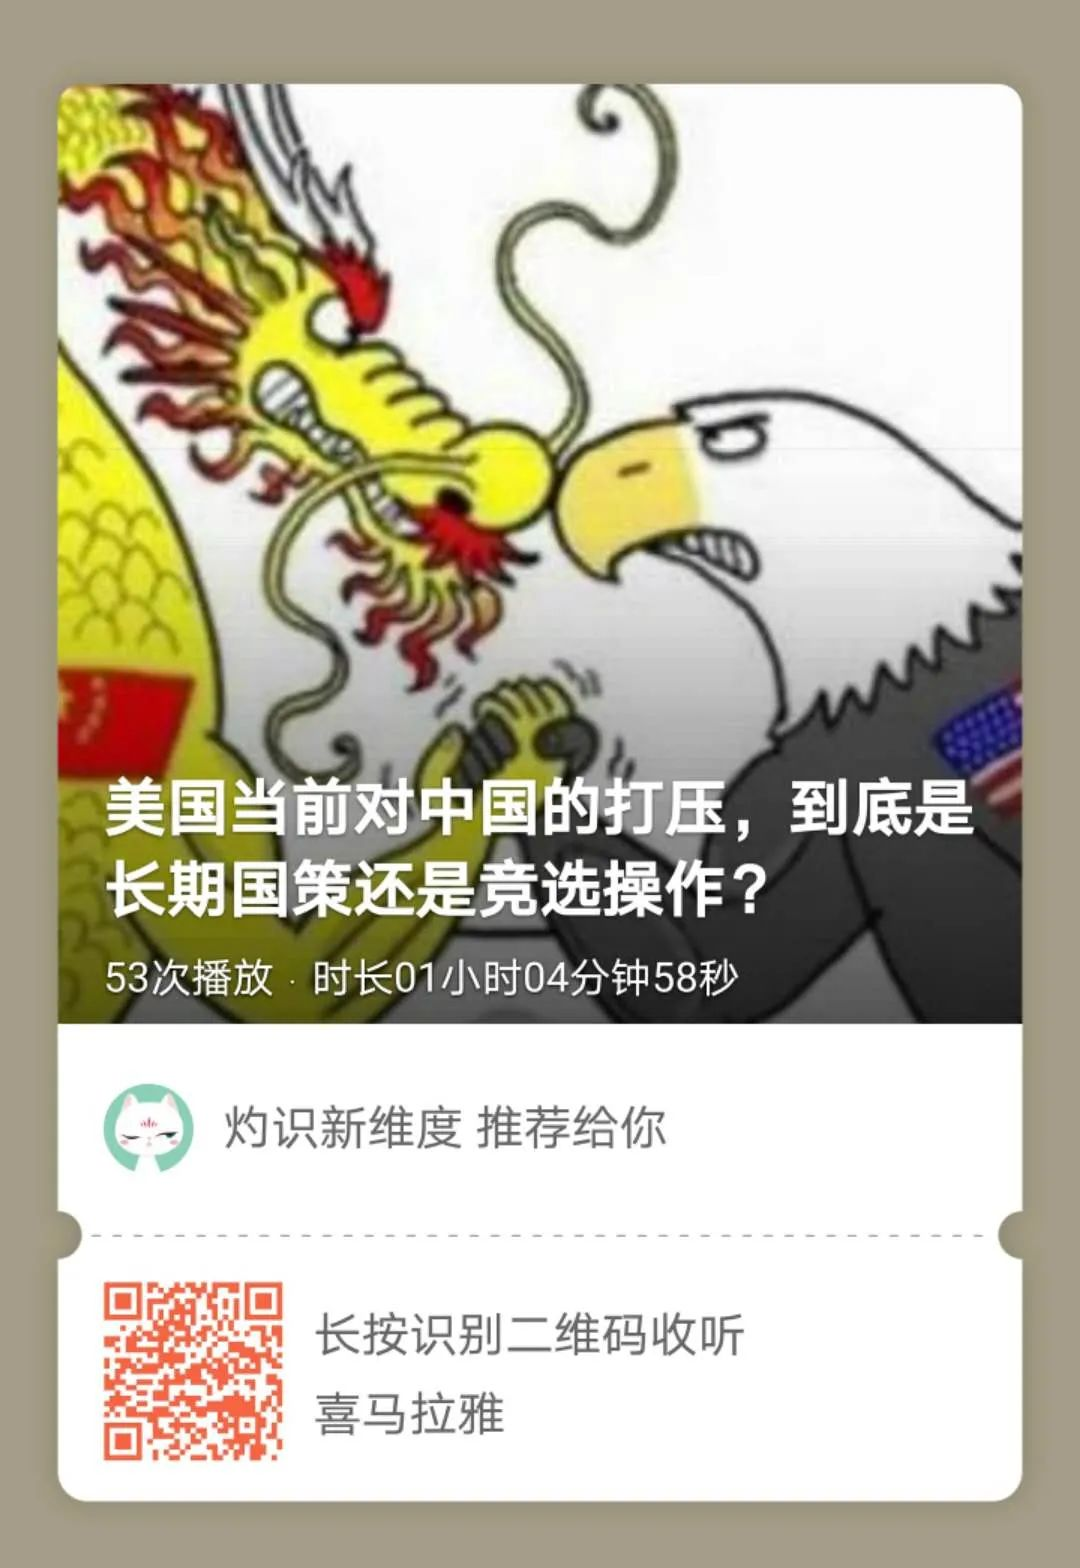 美国当前对中国的打压，到底是
长期国策还是竞选操作？
53次播放 · 时长01小时04分钟58秒
灼识新维度 推荐给你
长按识别二维码收听
喜马拉雅